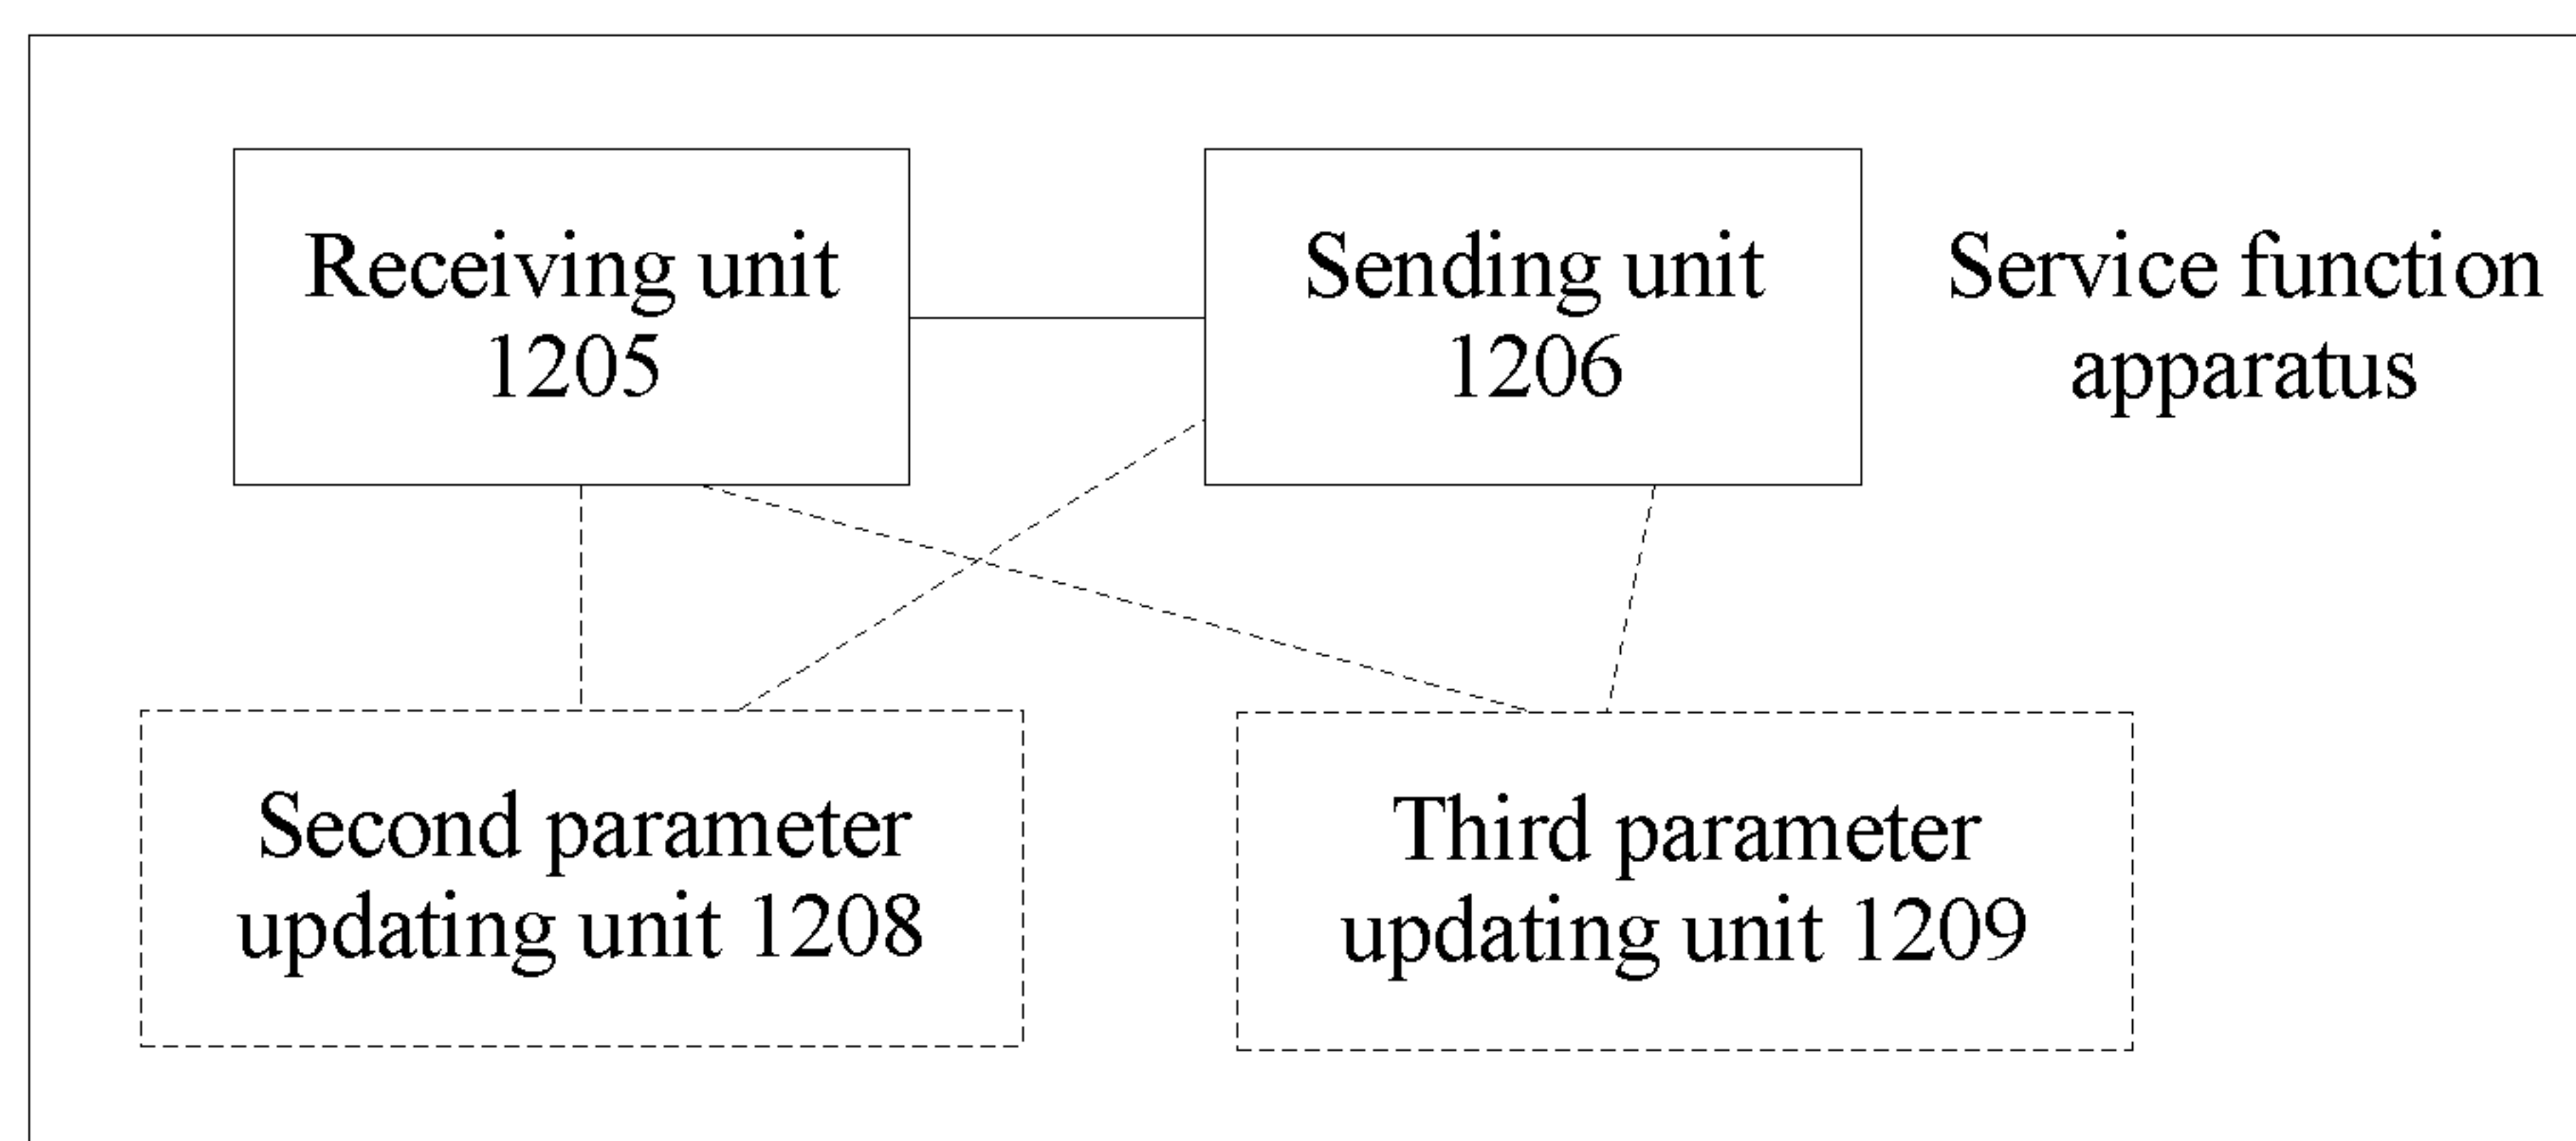 Receiving unit
1205
Sending unit
1206
Service function
apparatus
Second parameter
updating unit 1208
Third parameter
updating unit 1209